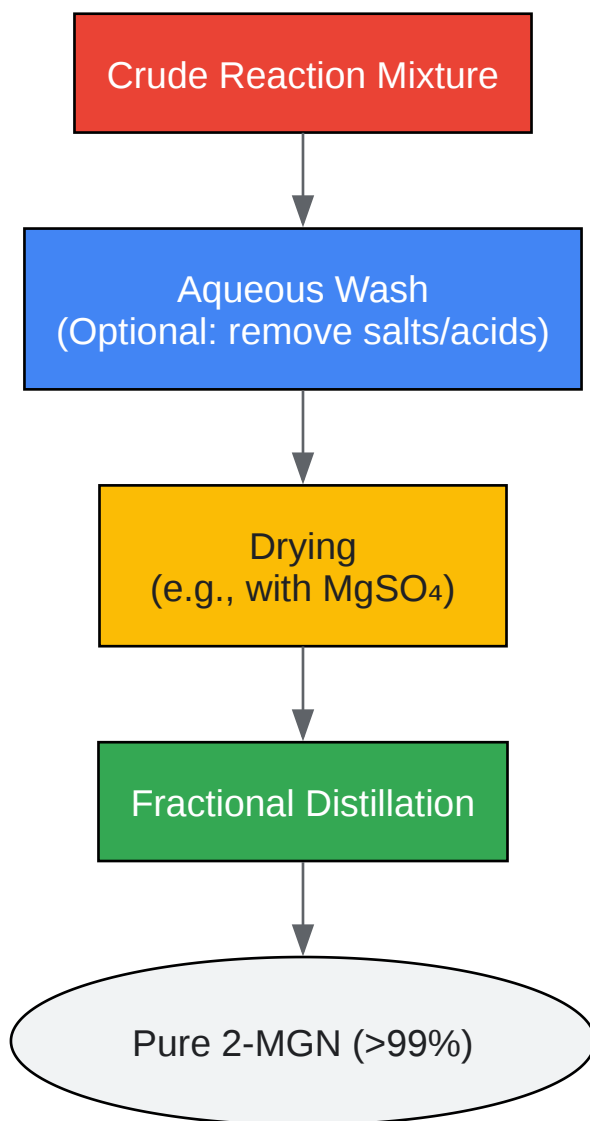 Crude Reaction Mixture
Aqueous Wash
(Optional: remove salts/acids)
Drying
(e.g., with MgSO₄)
Fractional Distillation
Pure 2-MGN (>99%)